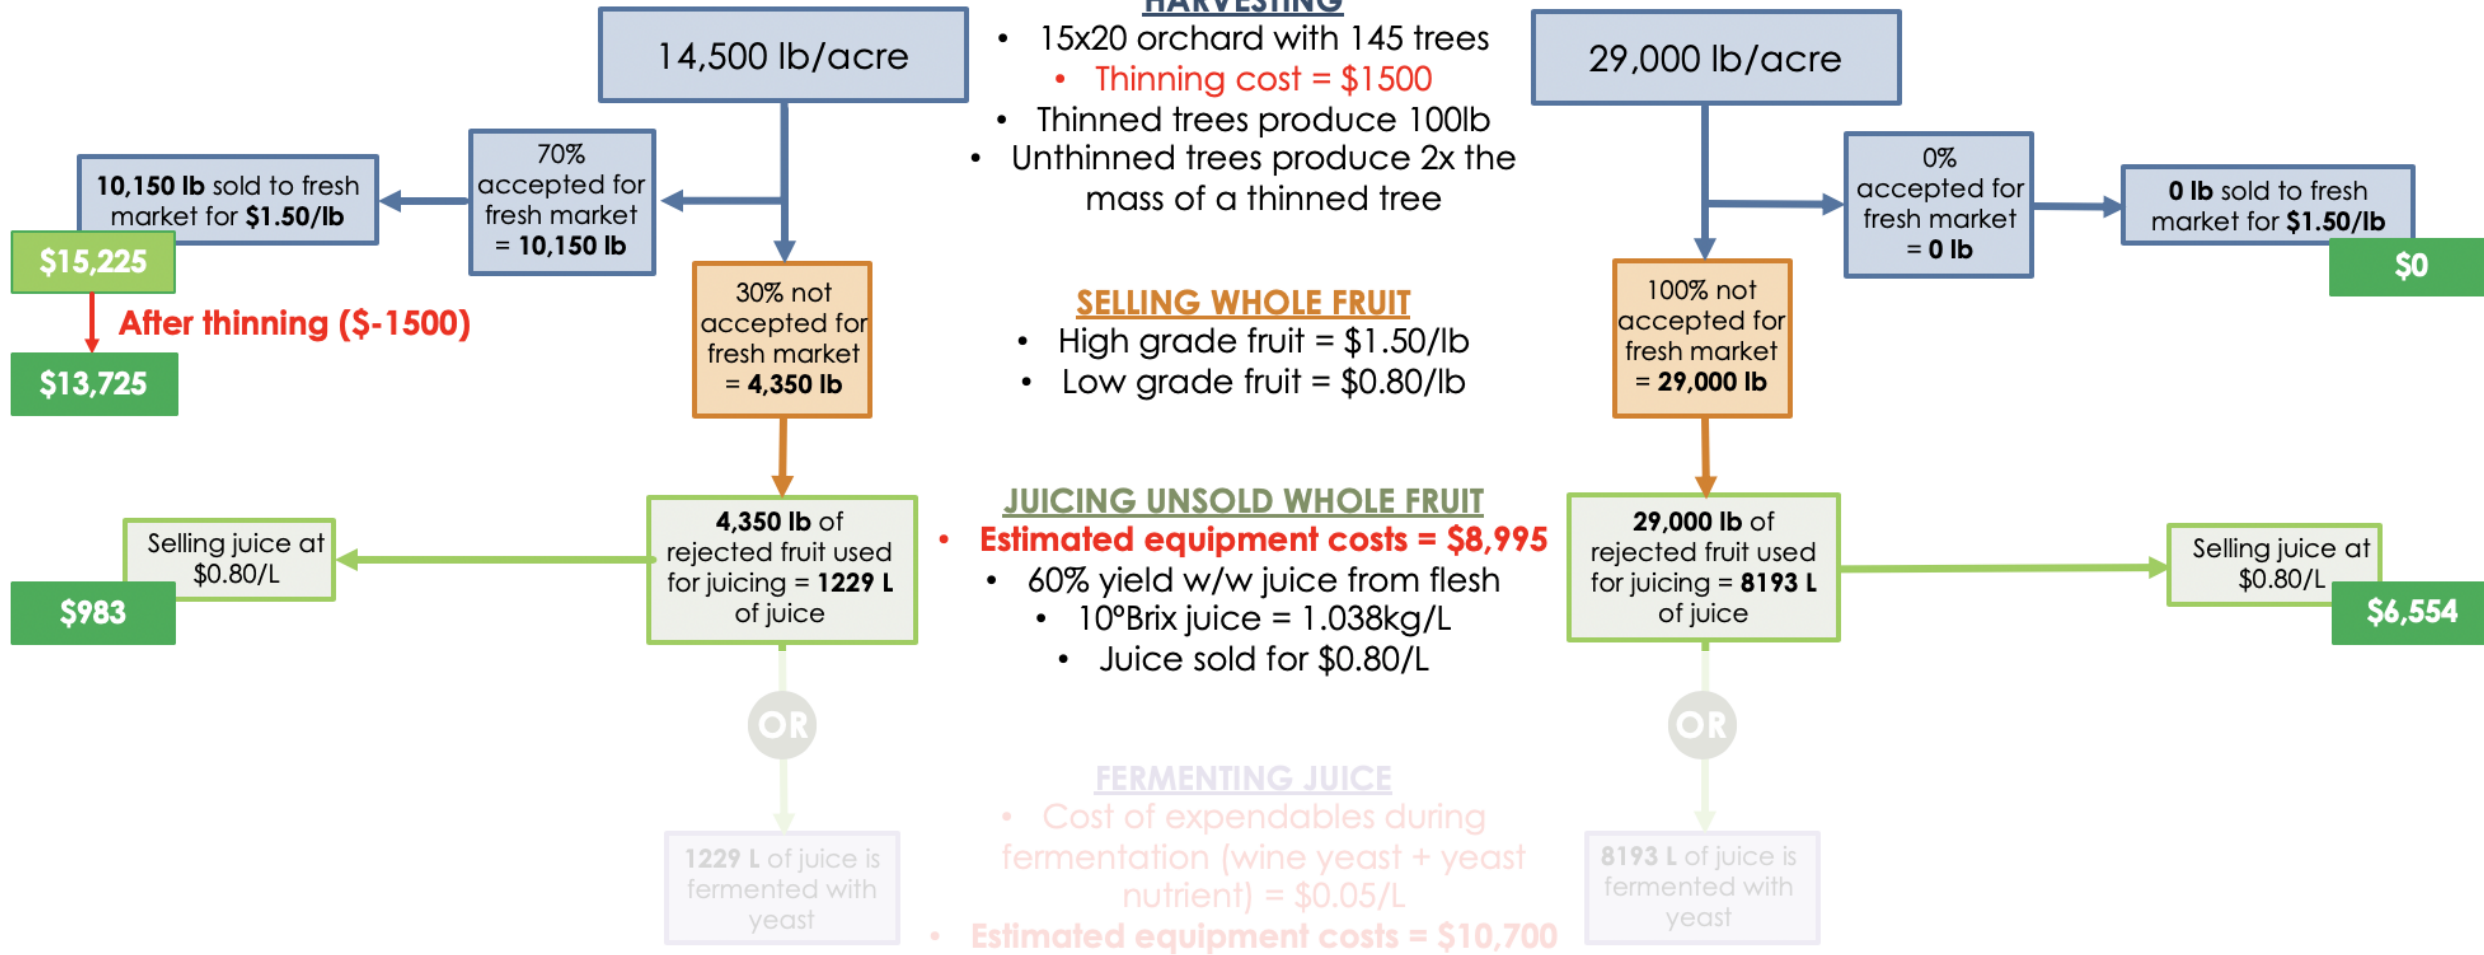 14,500 lb/acre
70%
accepted for
fresh market
= 10,150 lb
10,150 lb sold to fresh
market for $1.50/lb
$15,225
After thinning ($-1500)
$13,725
30% not
accepted for
fresh market
= 4,350 lb
4,350 lb of
rejected fruit used
for juicing = 1229 L
of juice
Selling juice at
$0.80/L
$983
OR
1229 L of juice is
fermented with
yeast
HARVESTING
• 15x20 orchard with 145 trees
• Thinning cost = $1500
• Thinned trees produce 100lb
• Unthinned trees produce 2x the
mass of a thinned tree
SELLING WHOLE FRUIT
• High grade fruit = $1.50/lb
• Low grade fruit = $0.80/lb
JUICING UNSOLD WHOLE FRUIT
• Estimated equipment costs = $8,995
• 60% yield w/w juice from flesh
• 10°Brix juice = 1.038kg/L
• Juice sold for $0.80/L
FERMENTING JUICE
• Cost of expendables during
fermentation (wine yeast + yeast
nutrient) = $0.05/L
• Estimated equipment costs = $10,700
29,000 lb/acre
0%
accepted for
fresh market
= 0 lb
0 lb sold to fresh
market for $1.50/lb
$0
100% not
accepted for
fresh market
= 29,000 lb
29,000 lb of
rejected fruit used
for juicing = 8193 L
of juice
Selling juice at
$0.80/L
$6,554
OR
8193 L of juice is
fermented with
yeast